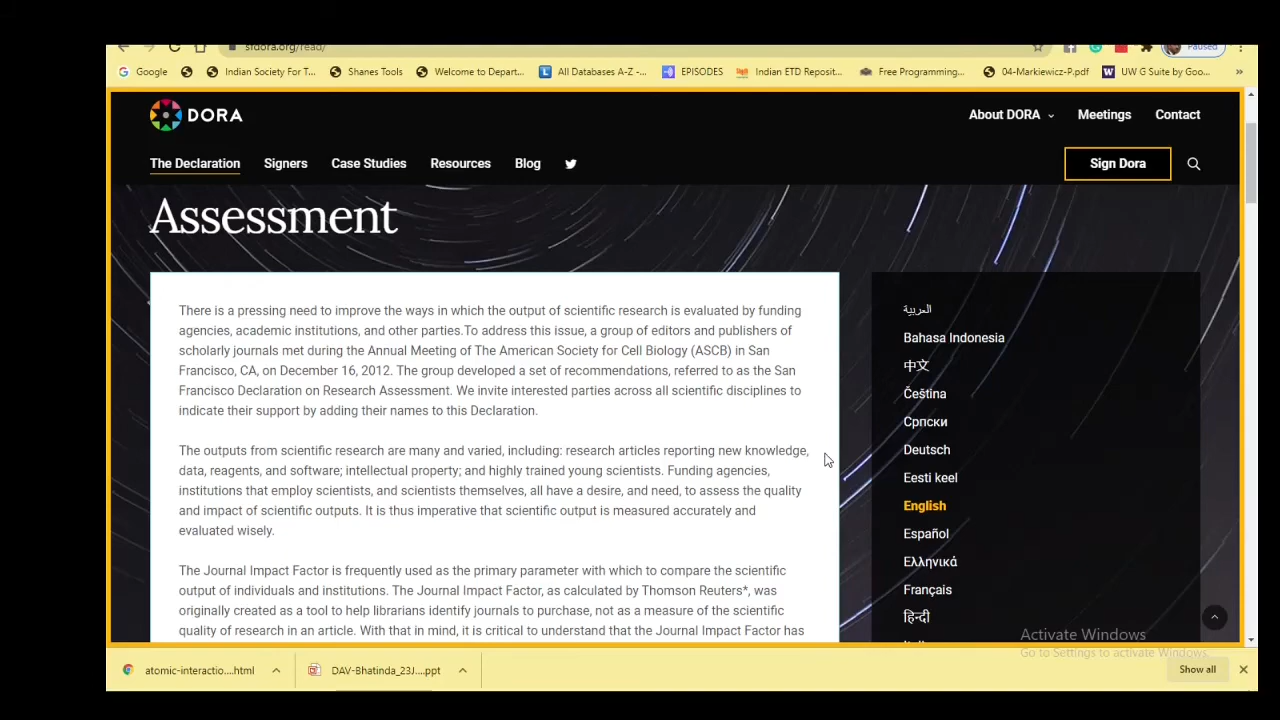 sfdora.org/read/
Paused
Google
Indian Society For T...
Shanes Tools
Welcome to Depart...
All Databases A-Z -...
EPISODES
Indian ETD Reposit...
Free Programming...
04-Markiewicz-P.pdf
UW G Suite by Goo...
»
DORA
About DORA
Meetings
Contact
The Declaration
Signers
Case Studies
Resources
Blog
Sign Dora
Assessment
There is a pressing need to improve the ways in which the output of scientific research is evaluated by funding
agencies, academic institutions, and other parties.To address this issue, a group of editors and publishers of
scholarly journals met during the Annual Meeting of The American Society for Cell Biology (ASCB) in San
Francisco, CA, on December 16, 2012. The group developed a set of recommendations, referred to as the San
Francisco Declaration on Research Assessment. We invite interested parties across all scientific disciplines to
indicate their support by adding their names to this Declaration.
The outputs from scientific research are many and varied, including: research articles reporting new knowledge,
data, reagents, and software; intellectual property; and highly trained young scientists. Funding agencies,
institutions that employ scientists, and scientists themselves, all have a desire, and need, to assess the quality
and impact of scientific outputs. It is thus imperative that scientific output is measured accurately and
evaluated wisely.
The Journal Impact Factor is frequently used as the primary parameter with which to compare the scientific
output of individuals and institutions. The Journal Impact Factor, as calculated by Thomson Reuters*, was
originally created as a tool to help librarians identify journals to purchase, not as a measure of the scientific
quality of research in an article. With that in mind, it is critical to understand that the Journal Impact Factor has
العربية
Bahasa Indonesia
中文
Čeština
Српски
Deutsch
Eesti keel
English
Español
Ελληνικά
Français
हिन्दी
Activate Windows
Go to Settings to activate Windows.
atomic-interactio....html
DAV-Bhatinda_23J....ppt
Show all